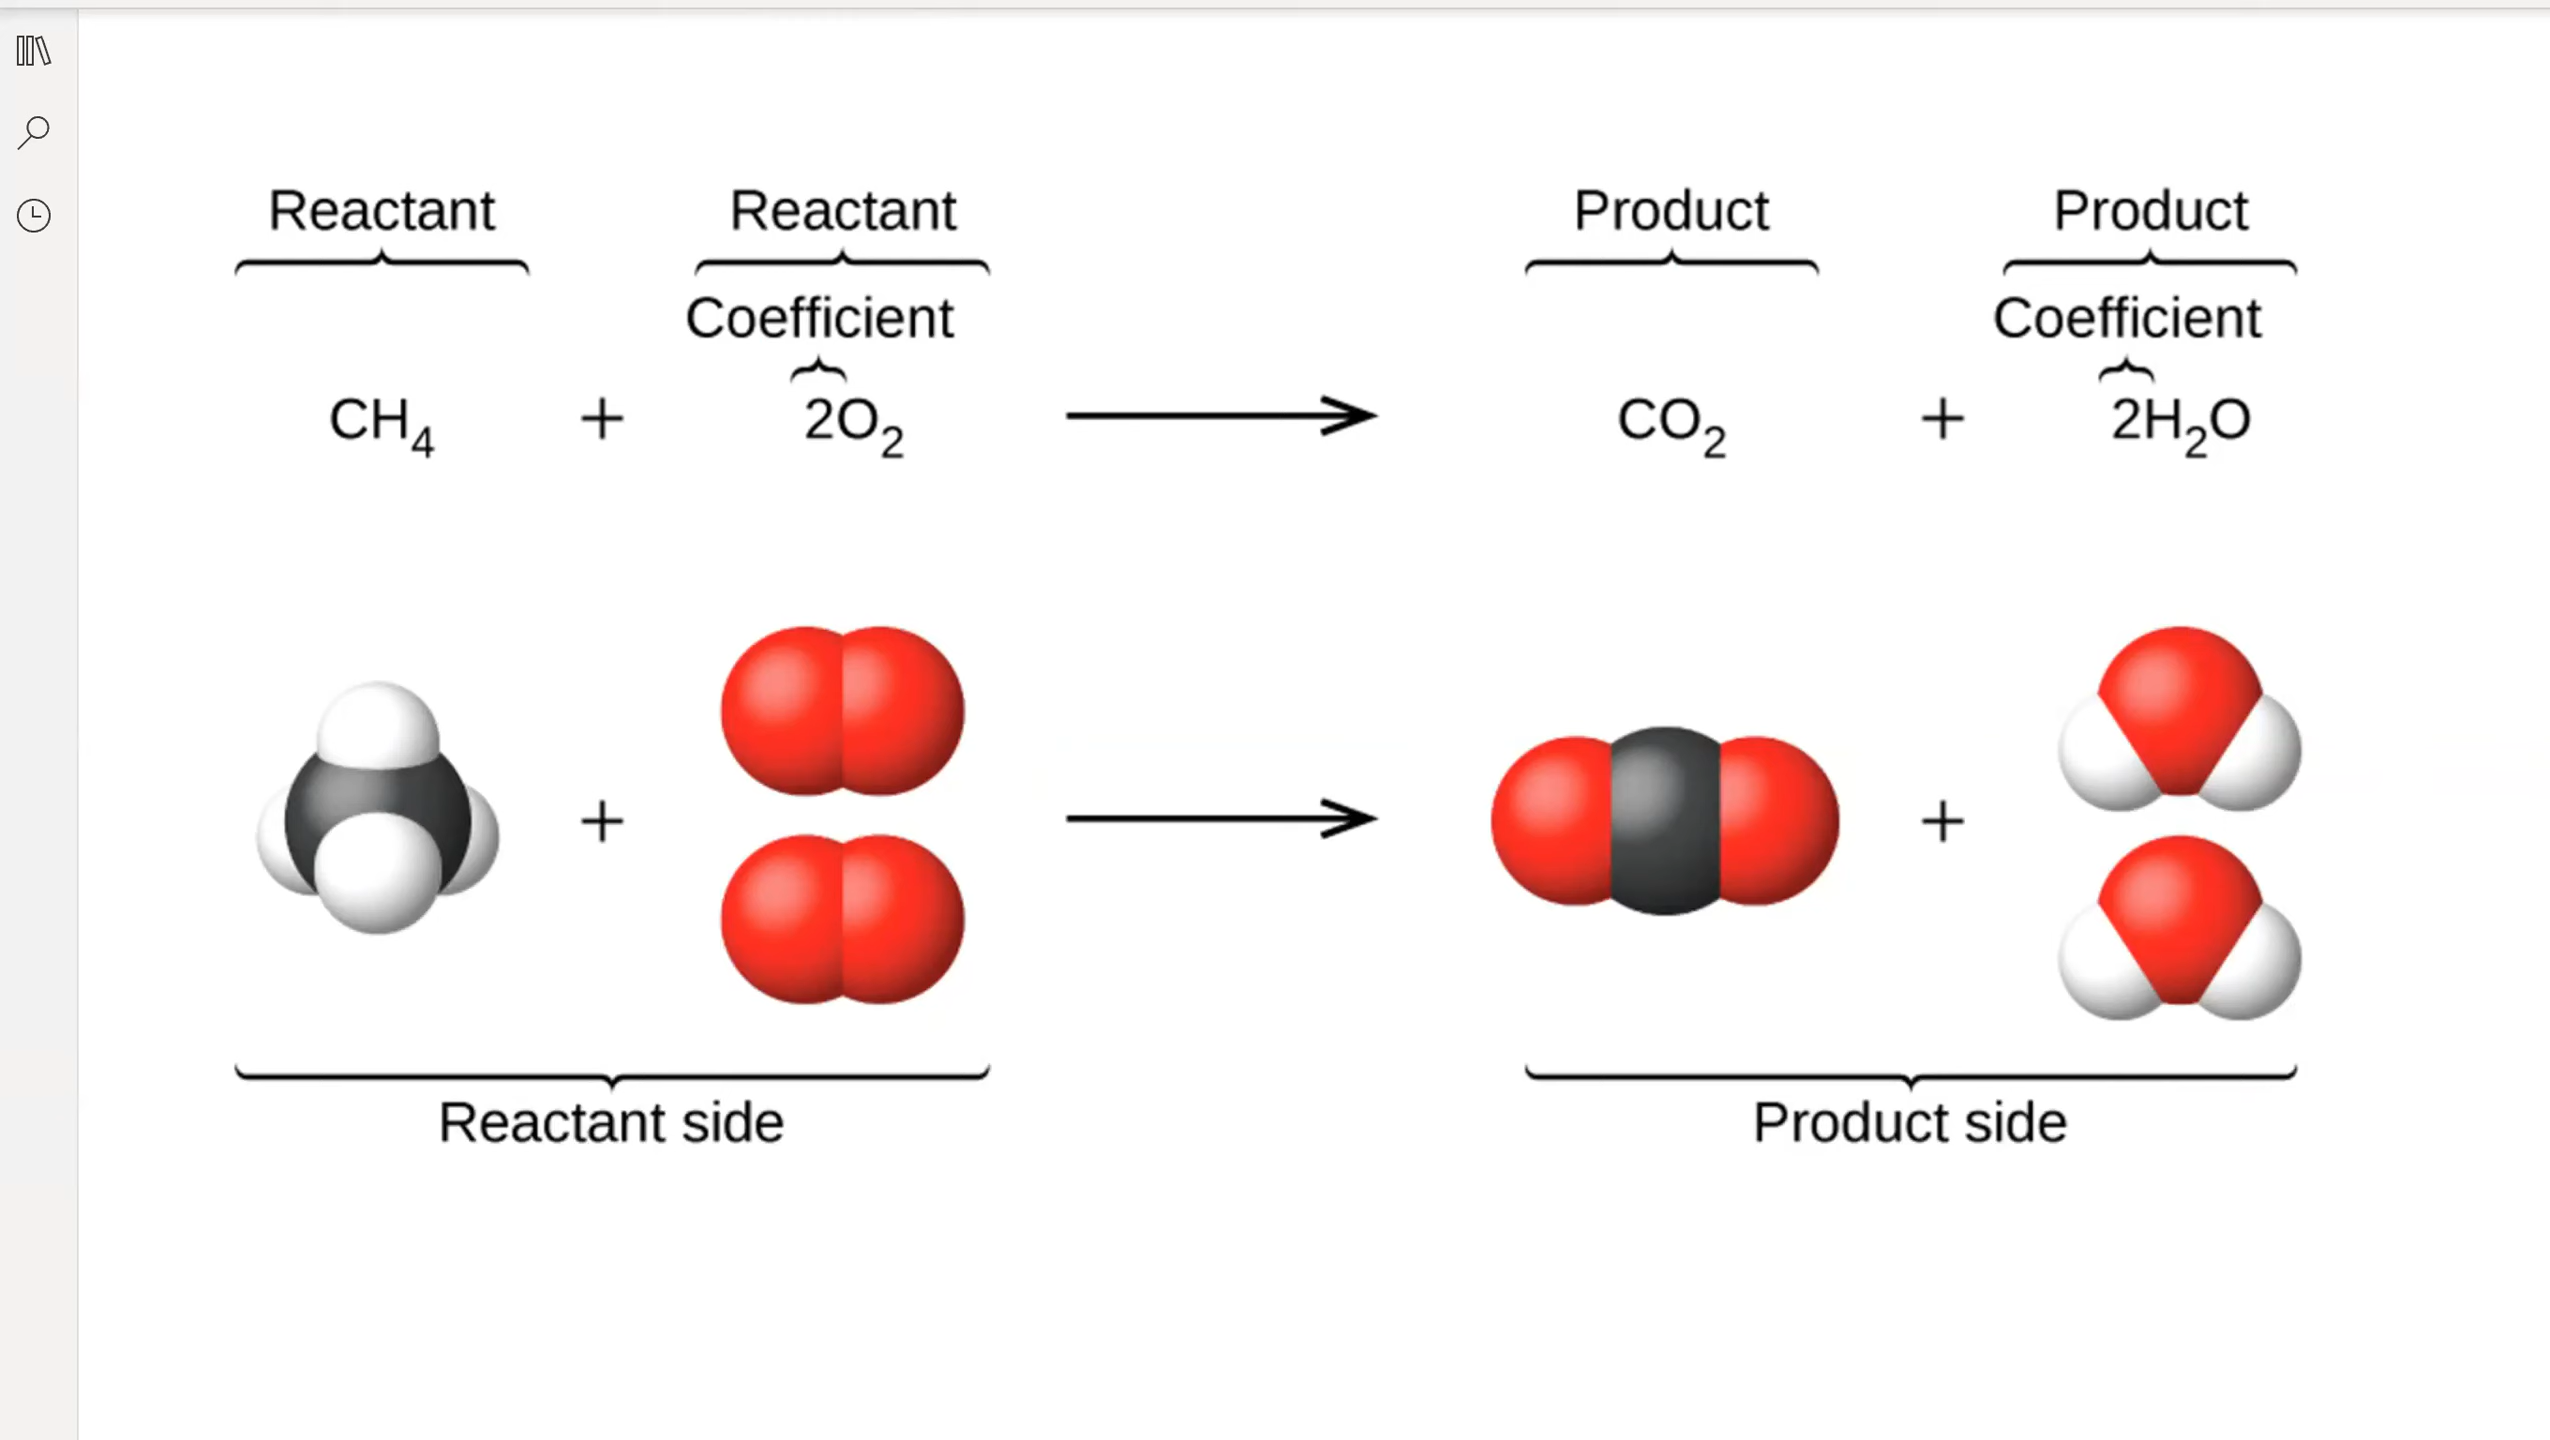 Reactant Reactant Product Product
Coefficient Coefficient
CH₄ + 2O₂ → CO₂ + 2H₂O
+ → +
Reactant side Product side